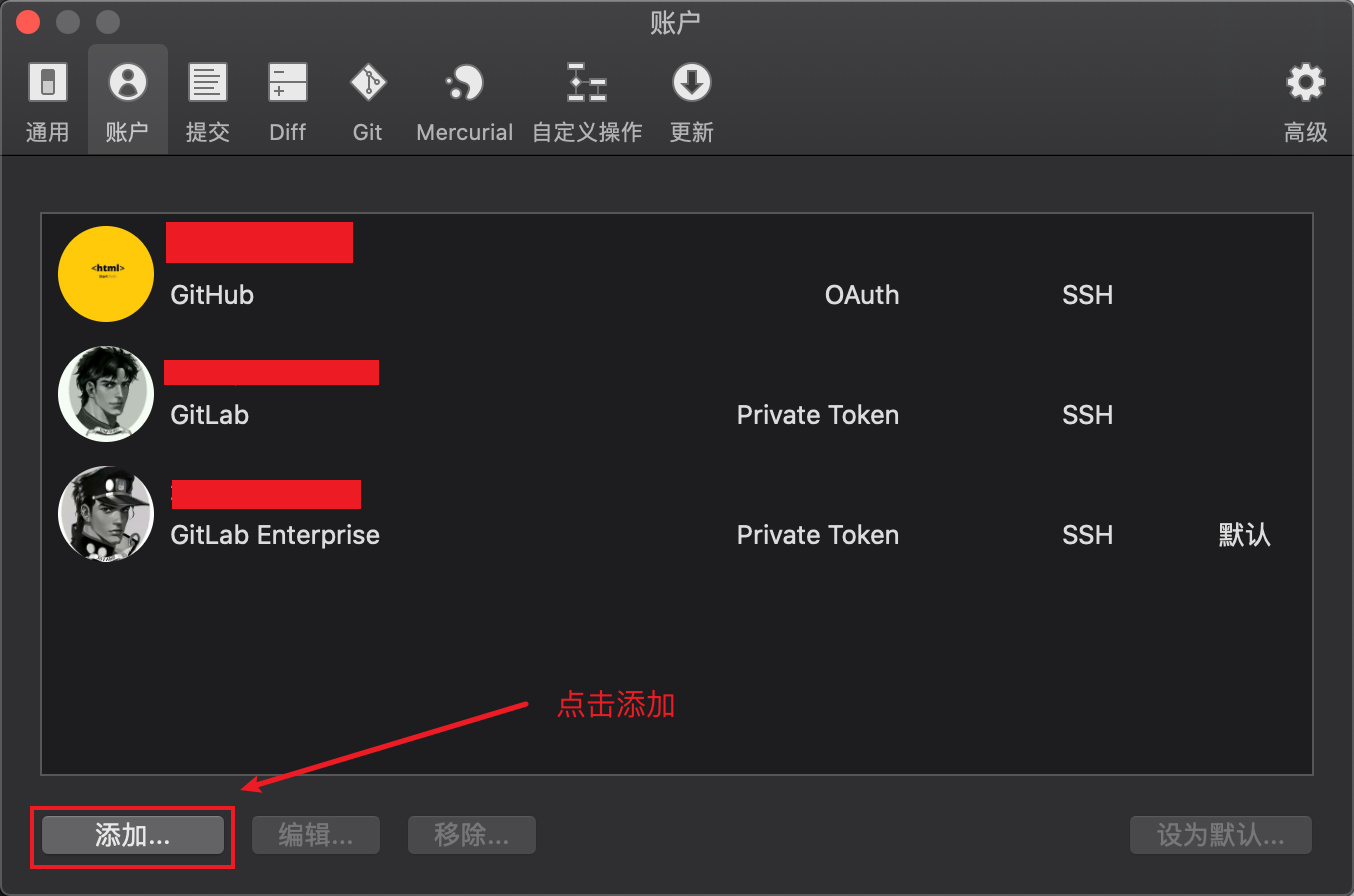 账户
通用 账户 提交 Diff Git Mercurial 自定义操作 更新 高级
<html>
GitHub OAuth SSH
GitLab Private Token SSH
GitLab Enterprise Private Token SSH 默认
点击添加
添加... 编辑... 移除... 设为默认...